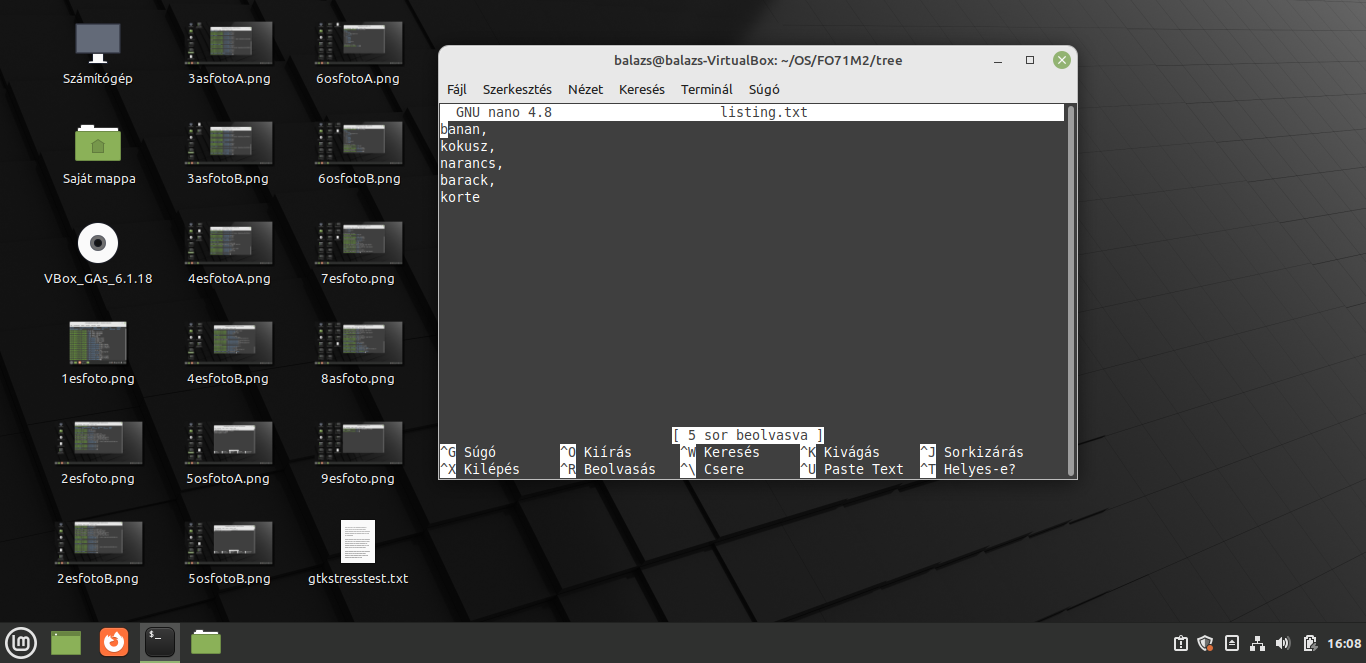 Számítógép
3asfotoA.png
6osfotoA.png
Saját mappa
3asfotoB.png
6osfotoB.png
VBox_GAs_6.1.18
4esfotoA.png
7esfoto.png
1esfoto.png
4esfotoB.png
8asfoto.png
2esfoto.png
5osfotoA.png
9esfoto.png
2esfotoB.png
5osfotoB.png
gtkstresstest.txt
balazs@balazs-VirtualBox: ~/OS/FO71M2/tree
Fájl Szerkesztés Nézet Keresés Terminál Súgó
GNU nano 4.8 listing.txt
banan,
kokusz,
narancs,
barack,
korte
[ 5 sor beolvasva ]
^G Súgó ^O Kiírás ^W Keresés ^K Kivágás ^J Sorkizárás
^X Kilépés ^R Beolvasás ^\ Csere ^U Paste Text ^T Helyes-e?
$_
16:08